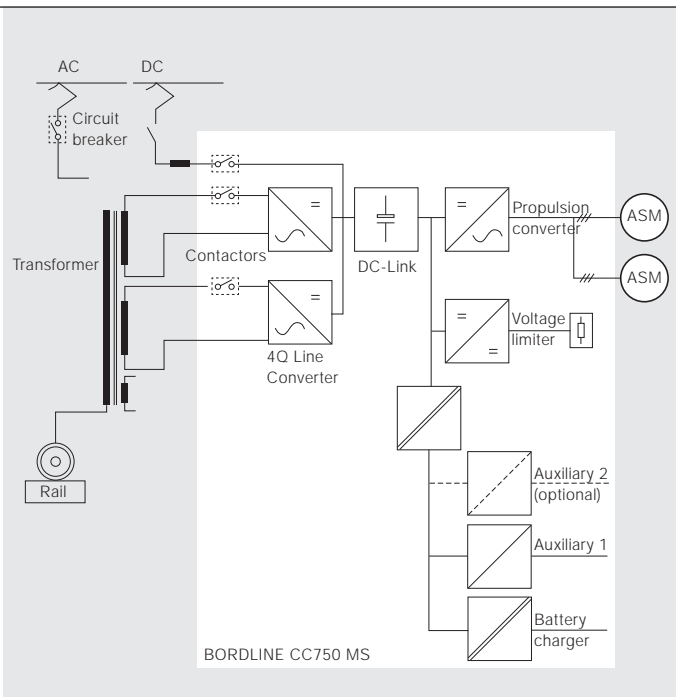 AC
DC
Circuit
breaker
Transformer
Contactors
DC-Link
Propulsion
converter
ASM
ASM
Voltage
limiter
4Q Line
Converter
Rail
Auxiliary 2
(optional)
Auxiliary 1
Battery
charger
BORDLINE CC750 MS